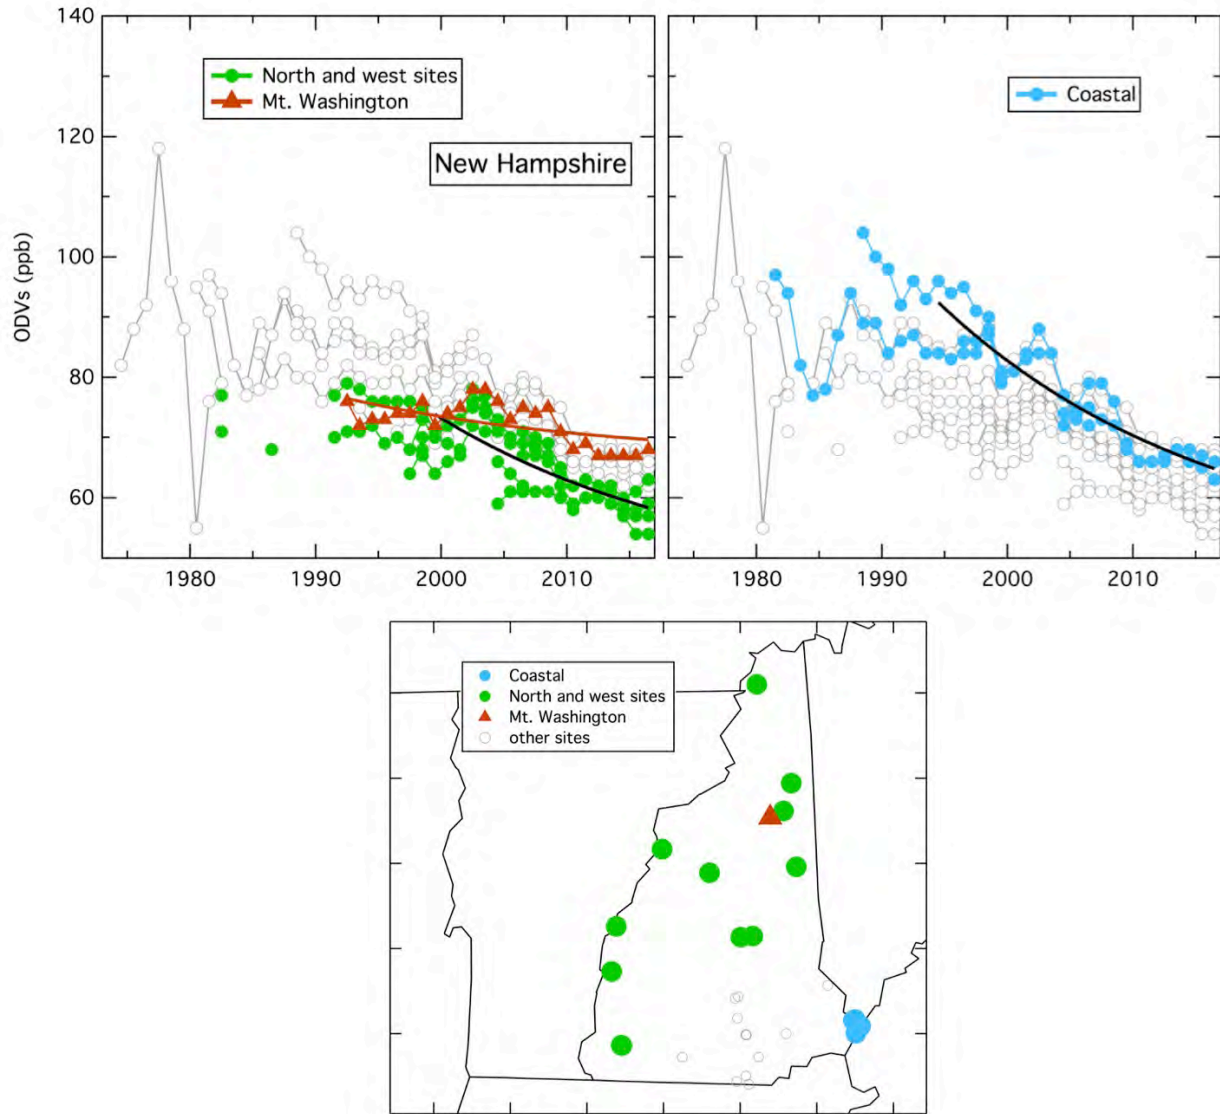 140
120
100
80
60
ODVs (ppb)
North and west sites
Mt. Washington
New Hampshire
Coastal
1980
1990
2000
2010
1980
1990
2000
2010
Coastal
North and west sites
Mt. Washington
other sites